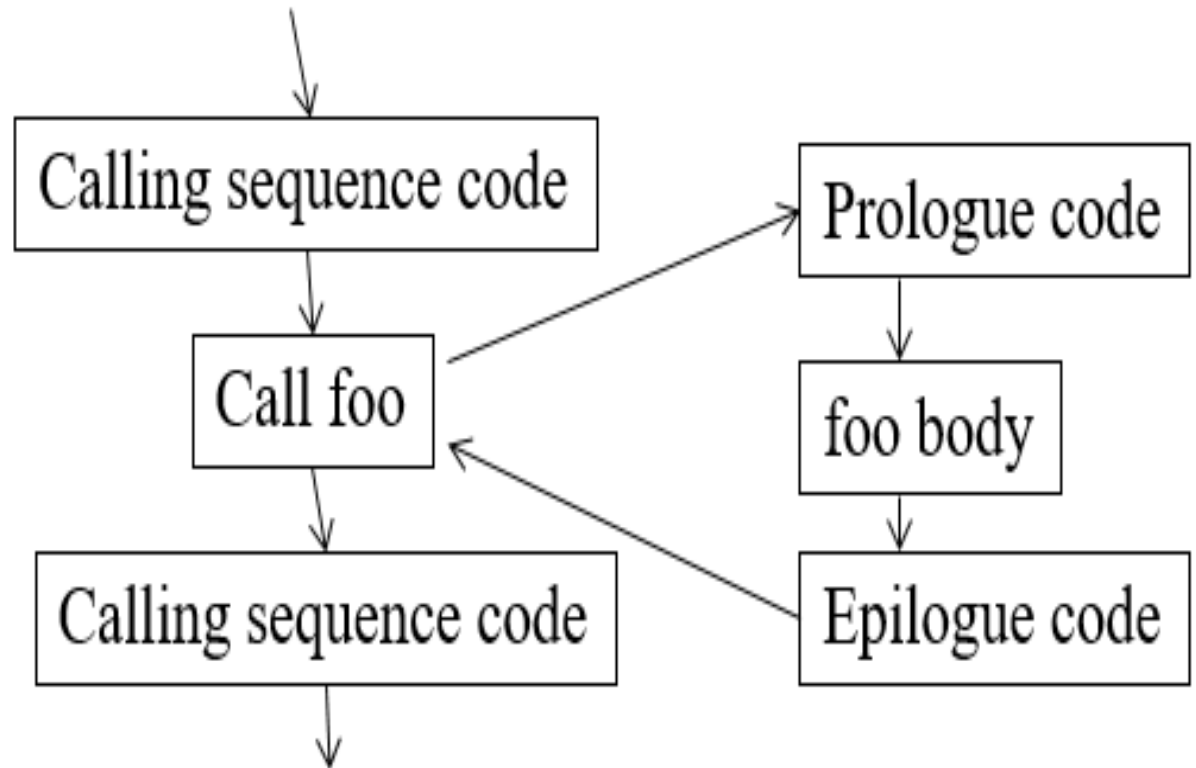 Calling sequence code
Prologue code
Call foo
foo body
Calling sequence code
Epilogue code